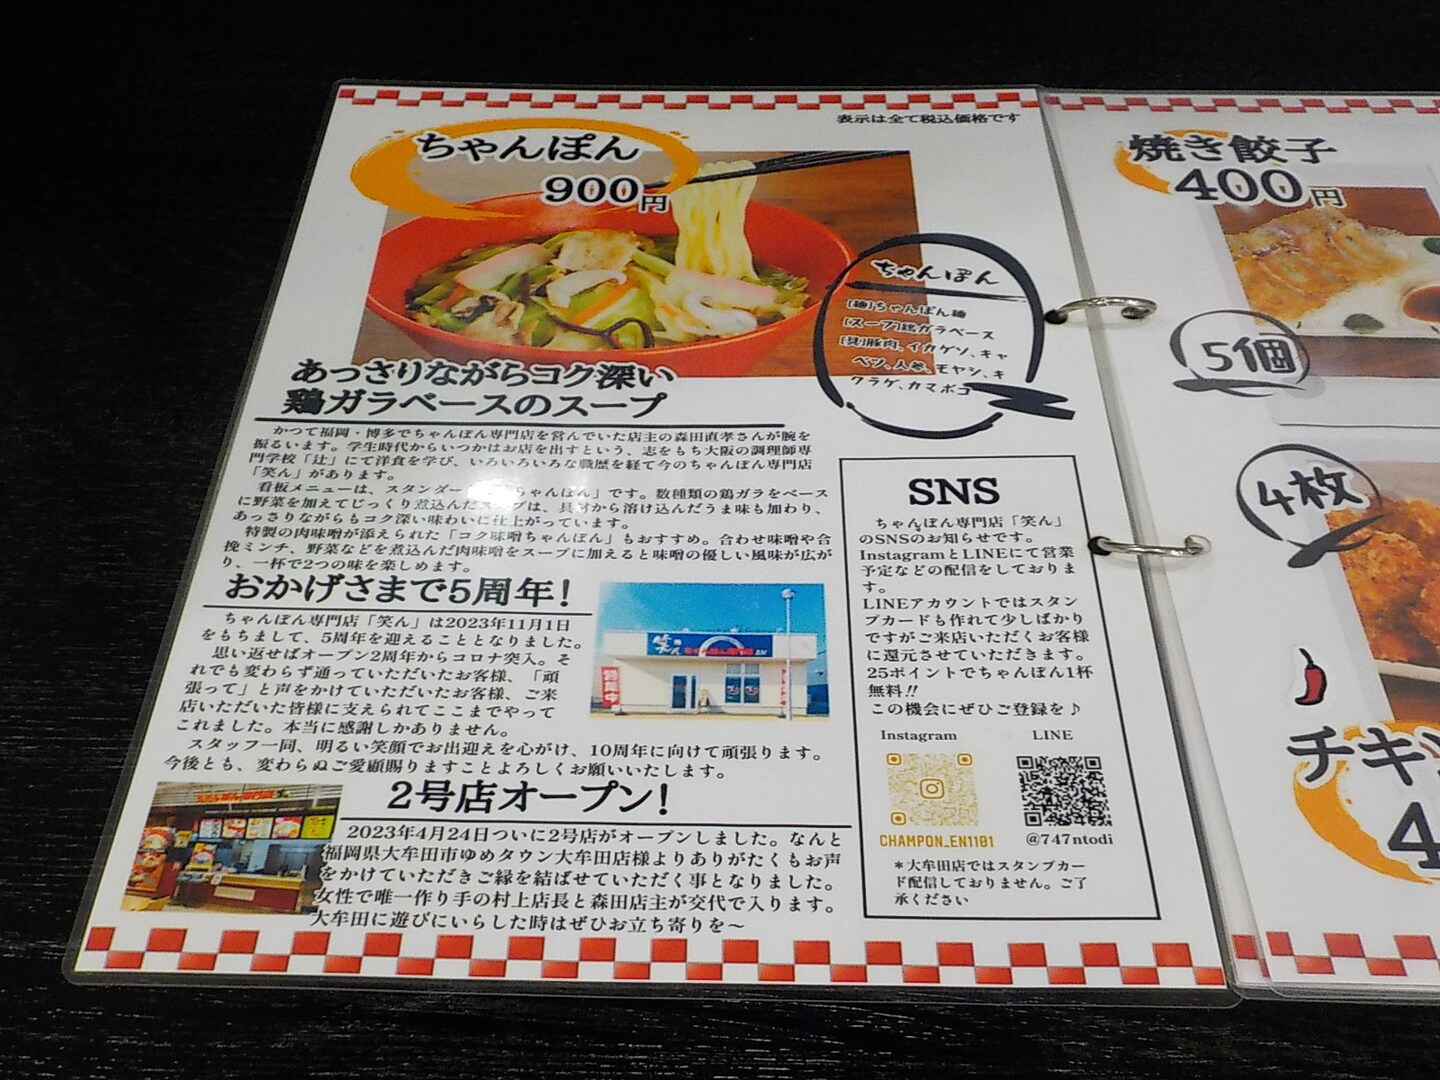 表示は全て税込価格です
ちゃんぽん
900円
ちゃんぽん
[麺]ちゃんぽん麺
[スープ]鶏ガラベース
[具]豚肉、イカゲソ、キャ
ベツ、人参、モヤシ、キ
クラゲ、カマボコ
あっさりながらコク深い
鶏ガラベースのスープ
かつて福岡・博多でちゃんぽん専門店を営んでいた店主の森田直孝さんが腕を
振るいます。学生時代からいつかはお店を出すという、志をもち大阪の調理師専
門学校「辻」にて洋食を学び、いろいろいろな職歴を経て今のちゃんぽん専門店
「笑ん」があります。
看板メニューは、スタンダー ちゃんぽん」です。数種類の鶏ガラをベース
に野菜を加えてじっくり煮込んだスープは、具材から溶け込んだうま味も加わり、
あっさりながらもコク深い味わいに仕上がっています。
特製の肉味噌が添えられた「コク味噌ちゃんぽん」もおすすめ。合わせ味噌や合
挽ミンチ、野菜などを煮込んだ肉味噌をスープに加えると味噌の優しい風味が広が
り、一杯で2つの味を楽しめます。
おかげさまで5周年!
ちゃんぽん専門店「笑ん」は2023年11月1日
をもちまして、5周年を迎えることとなりました。
思い返せばオープン2周年からコロナ突入。そ
れでも変わらず通っていただいたお客様、「頑
張って」と声をかけていただいたお客様、ご来
店いただいた皆様に支えられてここまでやって
これました。本当に感謝しかありません。
スタッフ一同、明るい笑顔でお出迎えを心がけ、10周年に向けて頑張ります。
今後とも、変わらぬご愛顧賜りますことよろしくお願いいたします。
笑ん
ちゃんぽん専門店
営業中
2号店オープン!
2023年4月24日ついに2号店がオープンしました。なんと
福岡県大牟田市ゆめタウン大牟田店様よりありがたくもお声
をかけていただきご縁を結ばせていただく事となりました。
女性で唯一作り手の村上店長と森田店主が交代で入ります。
大牟田に遊びにいらした時はぜひお立ち寄りを～
SNS
ちゃんぽん専門店「笑ん」
のSNSのお知らせです。
InstagramとLINEにて営業
予定などの配信をしておりま
す。
LINEアカウントではスタン
プカードも作れて少しばかり
ですがご来店いただくお客様
に還元させていただきます。
25ポイントでちゃんぽん1杯
無料!!
この機会にぜひご登録を♪
Instagram LINE
CHAMPON_EN1101 @747ntodi
*大牟田店ではスタンプカー
ド配信しておりません。ご了
承ください
焼き餃子
400円
5個
4枚
チキ
4